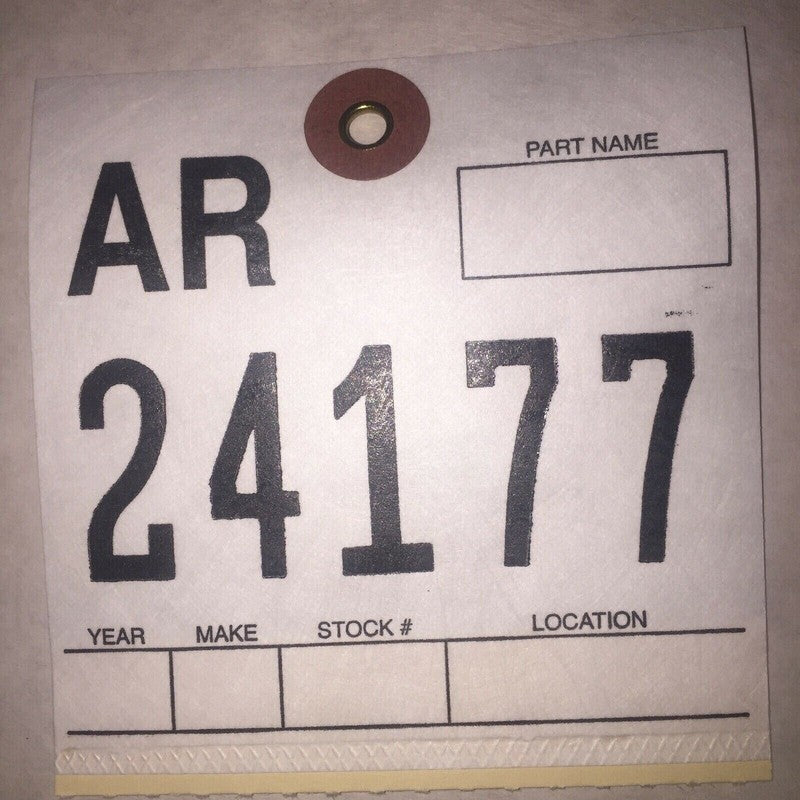 PART NAME
AR
24177
YEAR MAKE STOCK # LOCATION